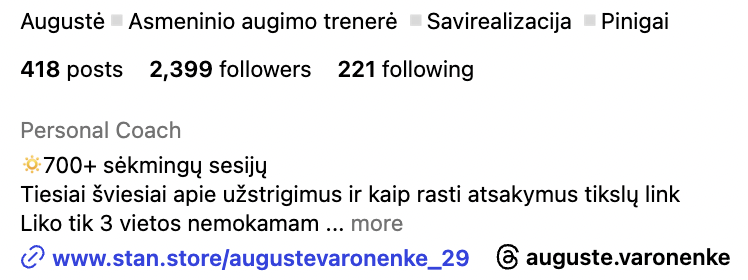 Augustė ▪️ Asmeninio augimo trenerė ▪️ Savirealizacija ▪️ Pinigai
418 posts 2,399 followers 221 following
Personal Coach
🔅700+ sėkmingų sesijų
Tiesiai šviesiai apie užstrigimus ir kaip rasti atsakymus tikslų link
Liko tik 3 vietos nemokamam ... more
www.stan.store/augustevaronenke_29 auguste.varonenke